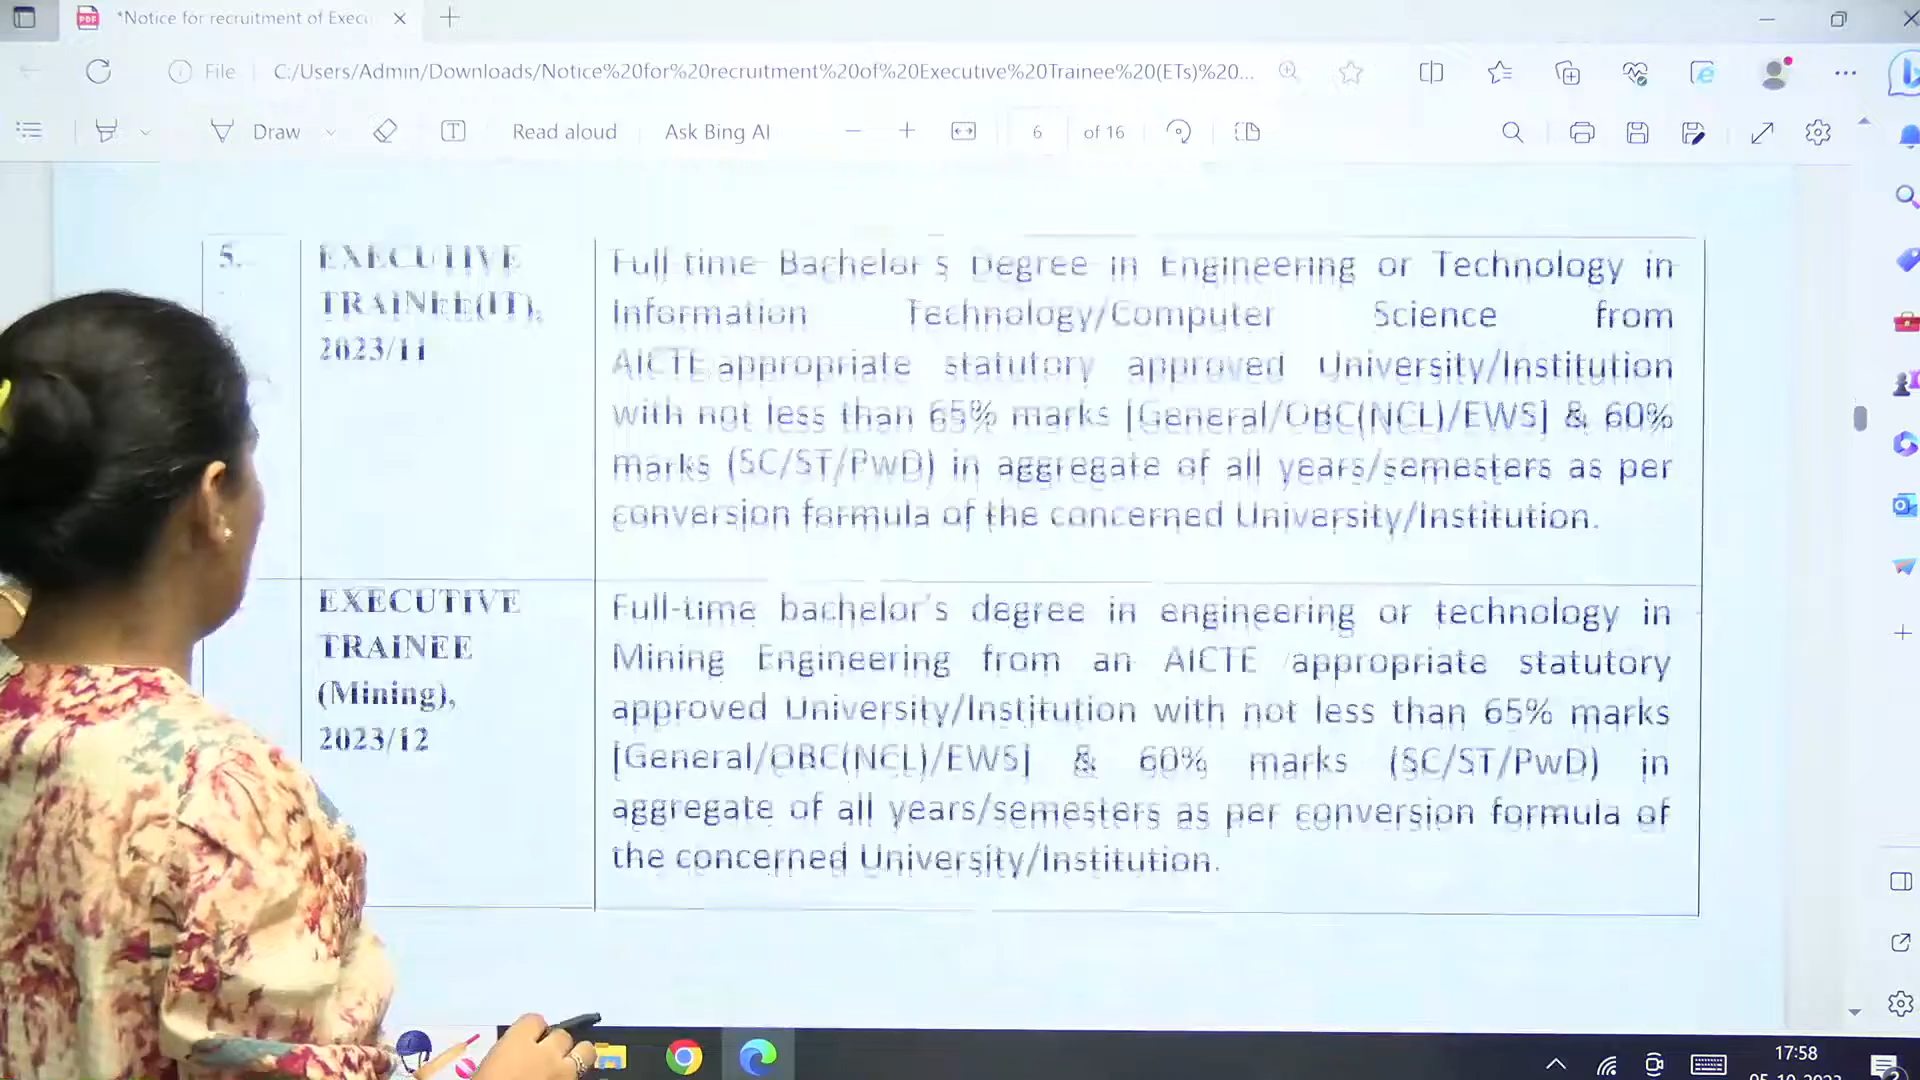 *Notice for recruitment of Execu
File
C:/Users/Admin/Downloads/Notice%20for%20recruitment%20of%20Executive%20Trainee%20(ETs)%20...
Draw
Read aloud
Ask Bing AI
6
of 16
5.
EXECUTIVE
TRAINEE(IT),
2023/11
Full time Bachelor's Degree in Engineering or Technology in
Information Technology/Computer Science from
AICTE appropriate statutory approved University/Institution
with not less than 65% marks [General/OBC(NCL)/EWS] & 60%
marks (SC/ST/PwD) in aggregate of all years/semesters as per
conversion formula of the concerned University/Institution.
EXECUTIVE
TRAINEE
(Mining),
2023/12
Full-time bachelor's degree in engineering or technology in
Mining Engineering from an AICTE /appropriate statutory
approved University/Institution with not less than 65% marks
[General/OBC(NCL)/EWS] & 60% marks (SC/ST/PwD) in
aggregate of all years/semesters as per conversion formula of
the concerned University/Institution.
17:58
05-10-2023